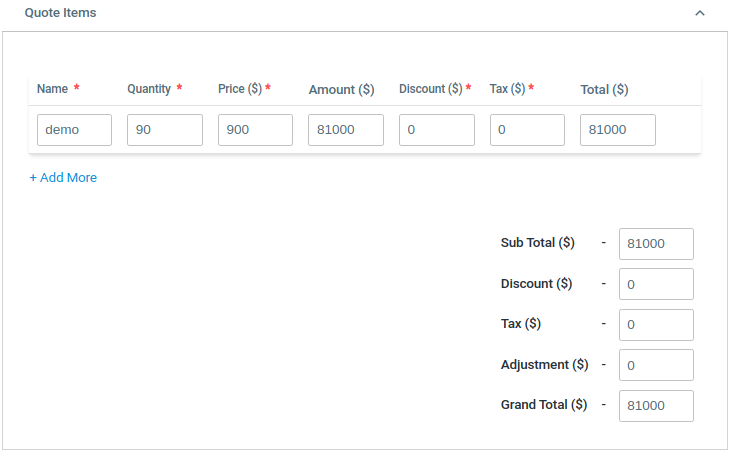 Quote Items
Name * Quantity * Price ($) * Amount ($) Discount ($) * Tax ($) * Total ($)
demo 90 900 81000 0 0 81000
+ Add More
Sub Total ($) - 81000
Discount ($) - 0
Tax ($) - 0
Adjustment ($) - 0
Grand Total ($) - 81000